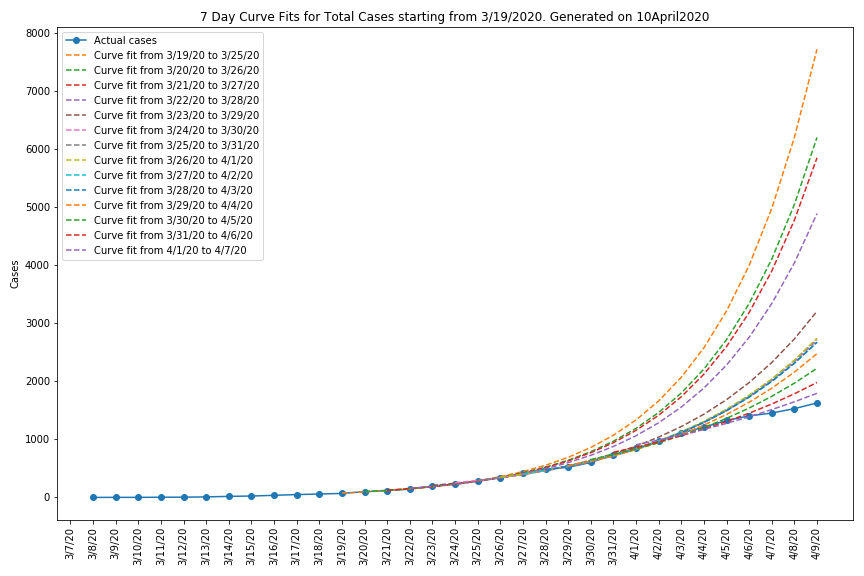 7 Day Curve Fits for Total Cases starting from 3/19/2020. Generated on 10April2020
Actual cases
Curve fit from 3/19/20 to 3/25/20
Curve fit from 3/20/20 to 3/26/20
Curve fit from 3/21/20 to 3/27/20
Curve fit from 3/22/20 to 3/28/20
Curve fit from 3/23/20 to 3/29/20
Curve fit from 3/24/20 to 3/30/20
Curve fit from 3/25/20 to 3/31/20
Curve fit from 3/26/20 to 4/1/20
Curve fit from 3/27/20 to 4/2/20
Curve fit from 3/28/20 to 4/3/20
Curve fit from 3/29/20 to 4/4/20
Curve fit from 3/30/20 to 4/5/20
Curve fit from 3/31/20 to 4/6/20
Curve fit from 4/1/20 to 4/7/20
Cases
8000
7000
6000
5000
4000
3000
2000
1000
0
3/7/20
3/8/20
3/9/20
3/10/20
3/11/20
3/12/20
3/13/20
3/14/20
3/15/20
3/16/20
3/17/20
3/18/20
3/19/20
3/20/20
3/21/20
3/22/20
3/23/20
3/24/20
3/25/20
3/26/20
3/27/20
3/28/20
3/29/20
3/30/20
3/31/20
4/1/20
4/2/20
4/3/20
4/4/20
4/5/20
4/6/20
4/7/20
4/8/20
4/9/20